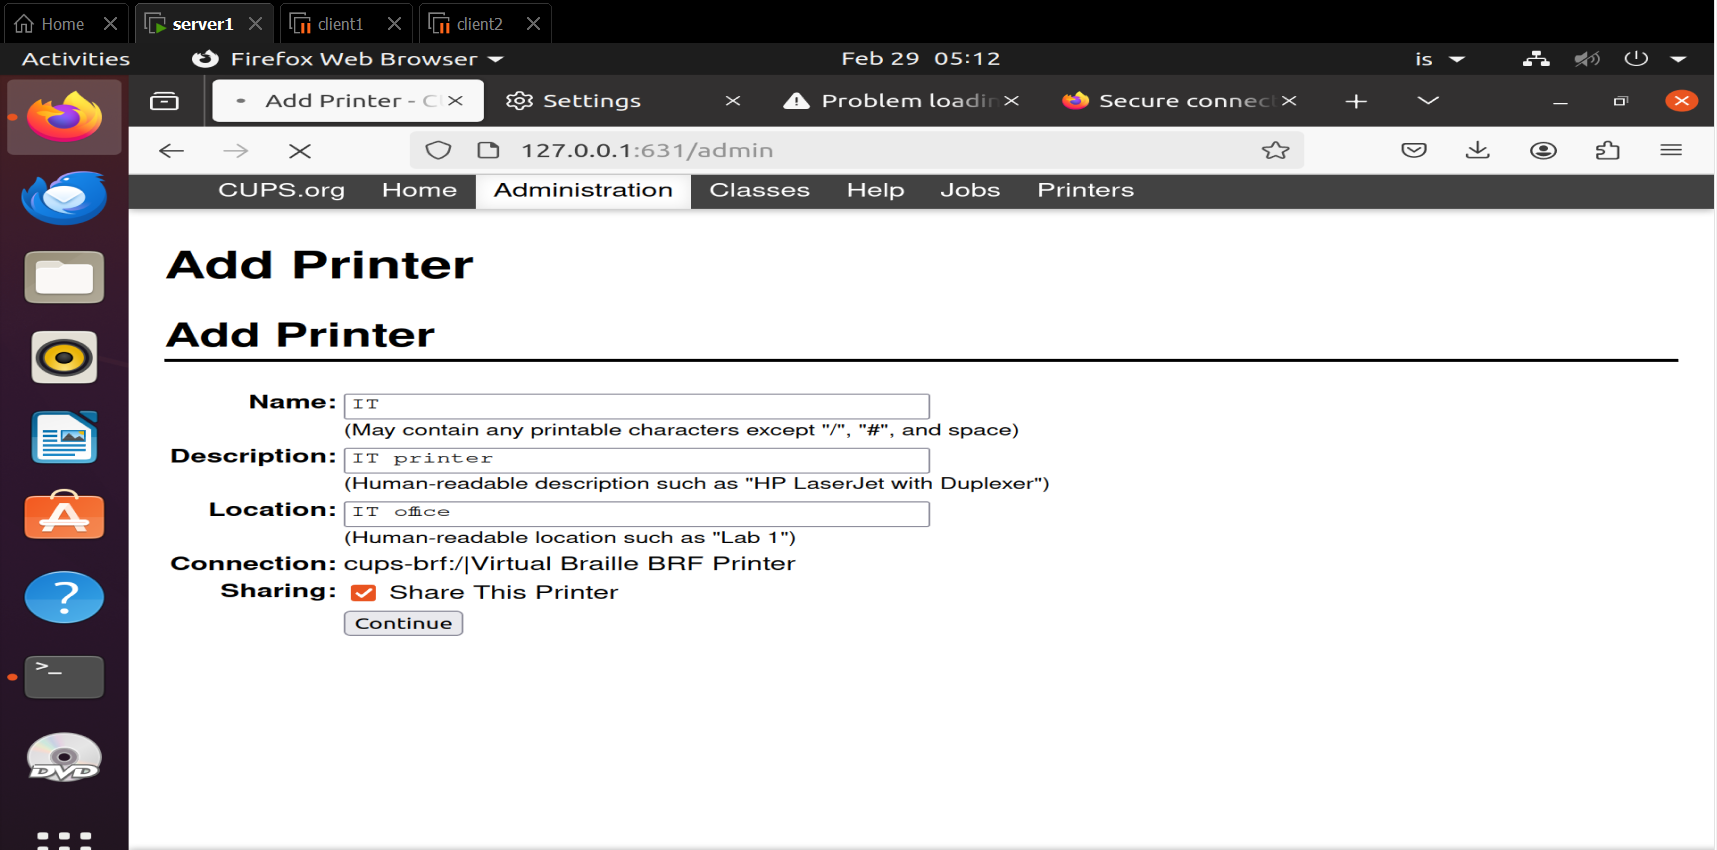 Home
server1
client1
client2
Activities
Firefox Web Browser
Feb 29 05:12
is
Add Printer - C
Settings
Problem loadin
Secure connec
127.0.0.1:631/admin
CUPS.org Home Administration Classes Help Jobs Printers
Add Printer
Add Printer
Name: IT
(May contain any printable characters except "/", "#", and space)
Description: IT printer
(Human-readable description such as "HP LaserJet with Duplexer")
Location: IT office
(Human-readable location such as "Lab 1")
Connection: cups-brf:/|Virtual Braille BRF Printer
Sharing: Share This Printer
Continue
>_
DVD